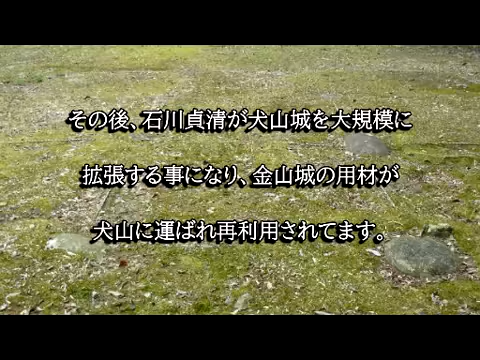 その後、石川貞清が犬山城を大規模に
拡張する事になり、金山城の用材が
犬山に運ばれ再利用されてます。